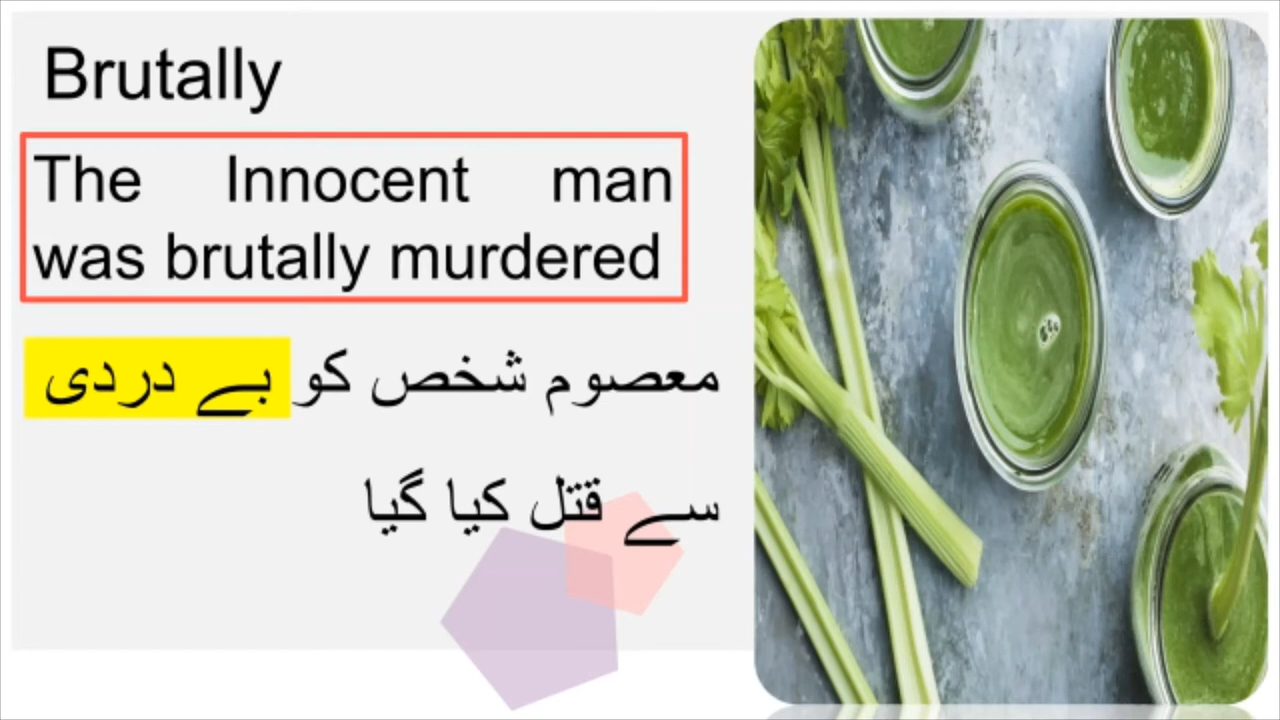 Brutally
The Innocent man
was brutally murdered
معصوم شخص کو بے دردی
سے قتل کیا گیا